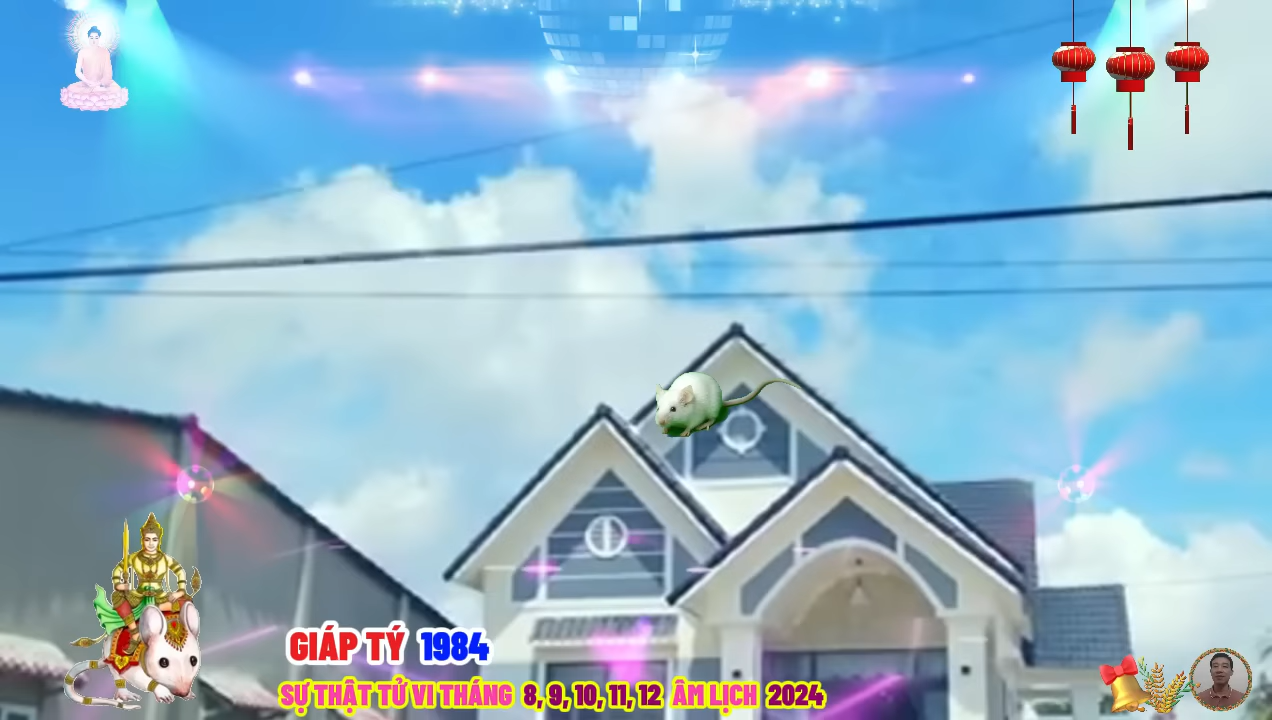 GIÁP TÝ 1984
SỰ THẬT TỬ VI THÁNG 8, 9, 10, 11, 12 ÂM LỊCH 2024